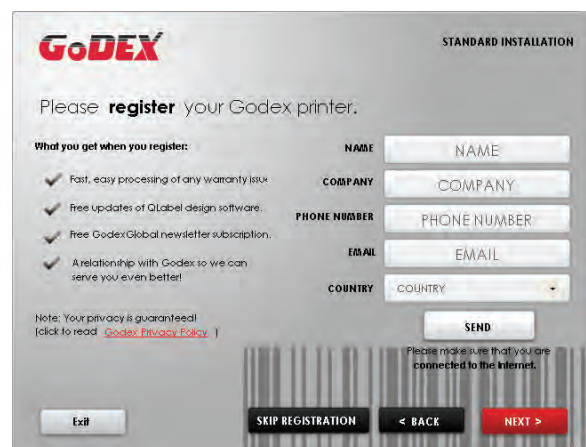 GoDEX
STANDARD INSTALLATION
Please register your Godex printer.
What you get when you register:
Fast, easy processing of any warranty issu
Free updates of QLabel design software.
Free GodexGlobal newsletter subscription.
A relationship with Godex so we can
serve you even better!
Note: Your privacy is guaranteed!
(click to read Godex Privacy Policy )
NAME NAME
COMPANY COMPANY
PHONE NUMBER PHONE NUMBER
EMAIL EMAIL
COUNTRY COUNTRY
SEND
Please make sure that you are
connected to the Internet.
Exit
SKIP REGISTRATION
< BACK
NEXT >